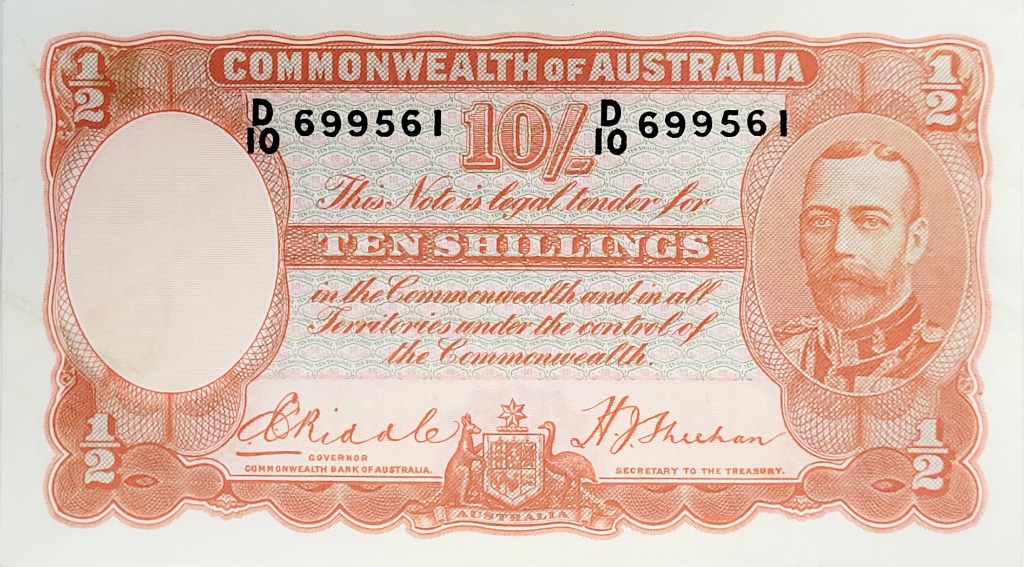 COMMONWEALTH OF AUSTRALIA
1/2
1/2
D/10 699561
10/-
D/10 699561
This Note is legal tender for
TEN SHILLINGS
in the Commonwealth and in all
Territories under the control of
the Commonwealth.
E C Riddle
H. J. Sheehan
GOVERNOR
COMMONWEALTH BANK OF AUSTRALIA.
SECRETARY TO THE TREASURY.
1/2
1/2
AUSTRALIA